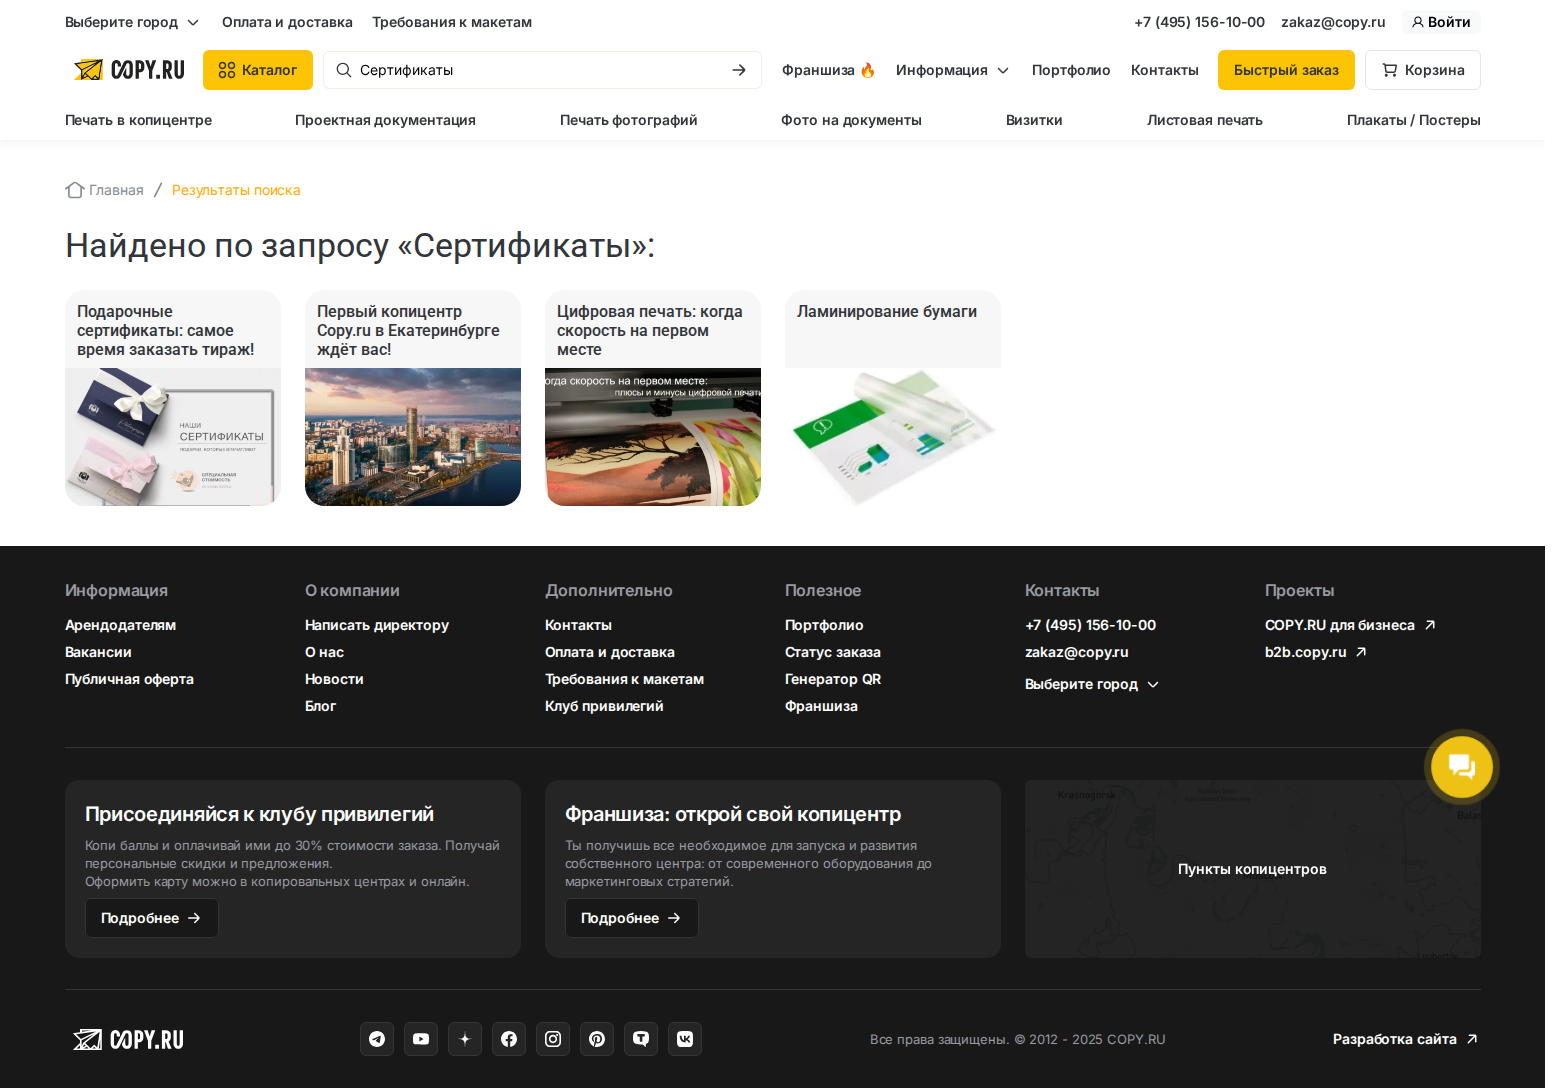 Выберите город
Оплата и доставка
Требования к макетам
+7 (495) 156-10-00
zakaz@copy.ru
Войти
COPY.RU
Каталог
Сертификаты
Франшиза 🔥
Информация
Портфолио
Контакты
Быстрый заказ
Корзина
Печать в копицентре
Проектная документация
Печать фотографий
Фото на документы
Визитки
Листовая печать
Плакаты / Постеры
Главная / Результаты поиска
Найдено по запросу «Сертификаты»:
Подарочные
сертификаты: самое
время заказать тираж!
НАШИ
СЕРТИФИКАТЫ
ПОДАРКИ, КОТОРЫЕ ВПЕЧАТЛЯЮТ
СПЕЦИАЛЬНАЯ
СТОИМОСТЬ
Первый копицентр
Copy.ru в Екатеринбурге
ждёт вас!
Цифровая печать: когда
скорость на первом
месте
огда скорость на первом месте:
плюсы и минусы цифровой печати
Ламинирование бумаги
Информация
Арендодателям
Вакансии
Публичная оферта
О компании
Написать директору
О нас
Новости
Блог
Дополнительно
Контакты
Оплата и доставка
Требования к макетам
Клуб привилегий
Полезное
Портфолио
Статус заказа
Генератор QR
Франшиза
Контакты
+7 (495) 156-10-00
zakaz@copy.ru
Выберите город
Проекты
COPY.RU для бизнеса
b2b.copy.ru
Присоединяйся к клубу привилегий
Копи баллы и оплачивай ими до 30% стоимости заказа. Получай
персональные скидки и предложения.
Оформить карту можно в копировальных центрах и онлайн.
Подробнее
Франшиза: открой свой копицентр
Ты получишь все необходимое для запуска и развития
собственного центра: от современного оборудования до
маркетинговых стратегий.
Подробнее
Krasnogorsk
Пункты копицентров
COPY.RU
Все права защищены. © 2012 - 2025 COPY.RU
Разработка сайта